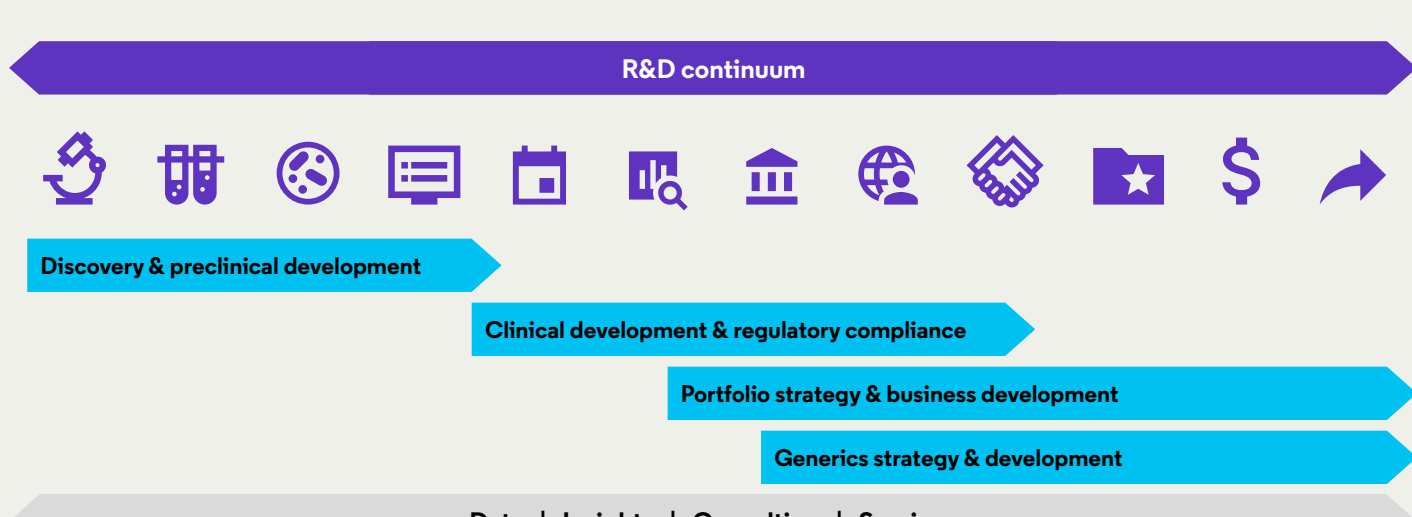 R&D continuum
Discovery & preclinical development
Clinical development & regulatory compliance
Portfolio strategy & business development
Generics strategy & development